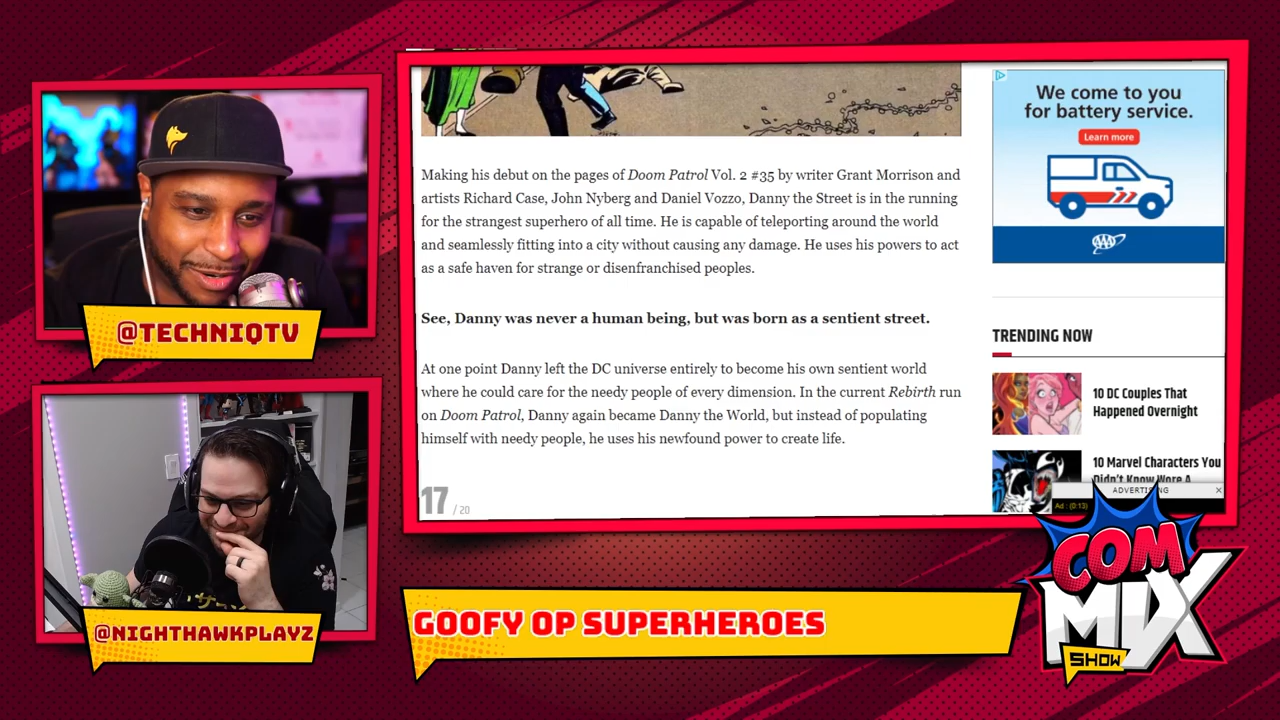 @TECHNIQTV
@NIGHTHAWKPLAYZ
Making his debut on the pages of Doom Patrol Vol. 2 #35 by writer Grant Morrison and
artists Richard Case, John Nyberg and Daniel Vozzo, Danny the Street is in the running
for the strangest superhero of all time. He is capable of teleporting around the world
and seamlessly fitting into a city without causing any damage. He uses his powers to act
as a safe haven for strange or disenfranchised peoples.
See, Danny was never a human being, but was born as a sentient street.
At one point Danny left the DC universe entirely to become his own sentient world
where he could care for the needy people of every dimension. In the current Rebirth run
on Doom Patrol, Danny again became Danny the World, but instead of populating
himself with needy people, he uses his newfound power to create life.
17 / 20
We come to you
for battery service.
Learn more
AAA
TRENDING NOW
10 DC Couples That
Happened Overnight
10 Marvel Characters You
Didn't Know Wore A
ADVERTISING
Ad : (0:13)
GOOFY OP SUPERHEROES
COM
MIX
SHOW